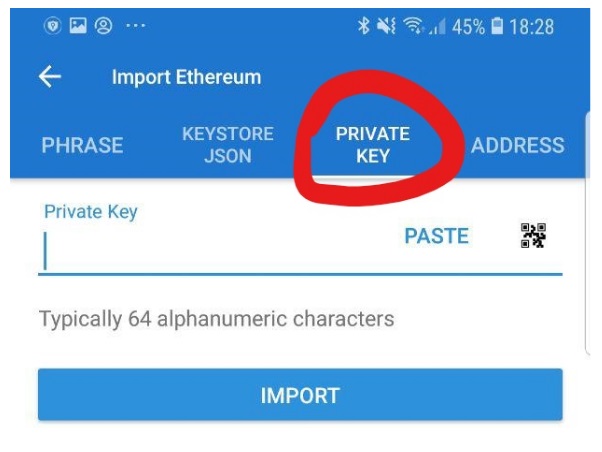 45% 18:28
Import Ethereum
PHRASE
KEYSTORE
JSON
PRIVATE
KEY
ADDRESS
Private Key
PASTE
Typically 64 alphanumeric characters
IMPORT